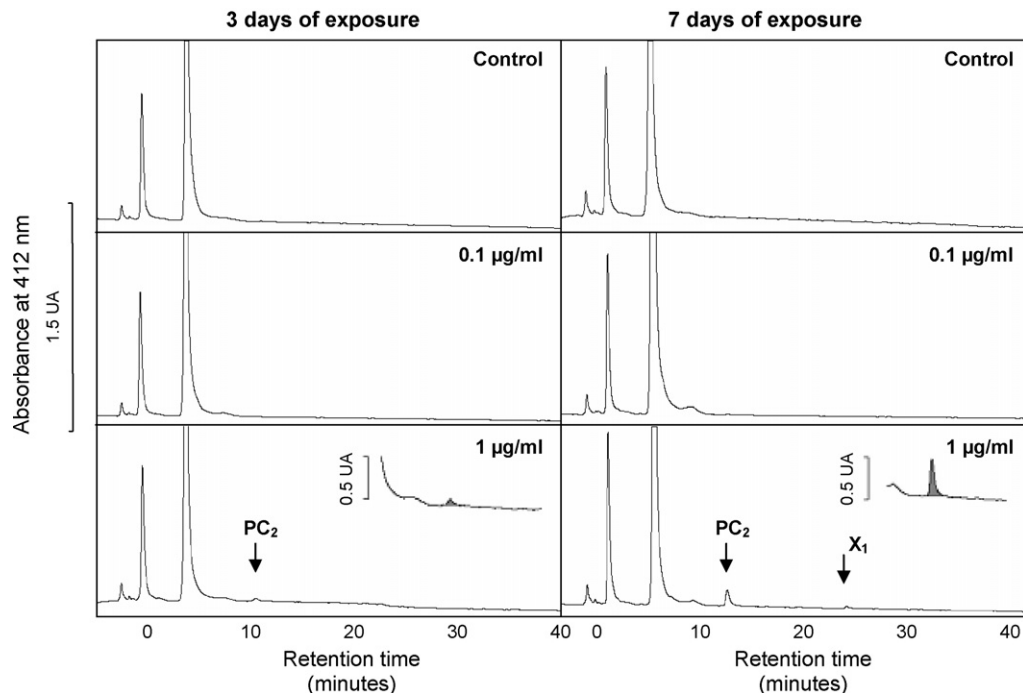 3 days of exposure
7 days of exposure
Control
Control
Absorbance at 412 nm
1.5 UA
0.1 µg/ml
0.1 µg/ml
1 µg/ml
1 µg/ml
0.5 UA
0.5 UA
PC₂
PC₂
X₁
0 10 20 30 40
0 10 20 30 40
Retention time
(minutes)
Retention time
(minutes)